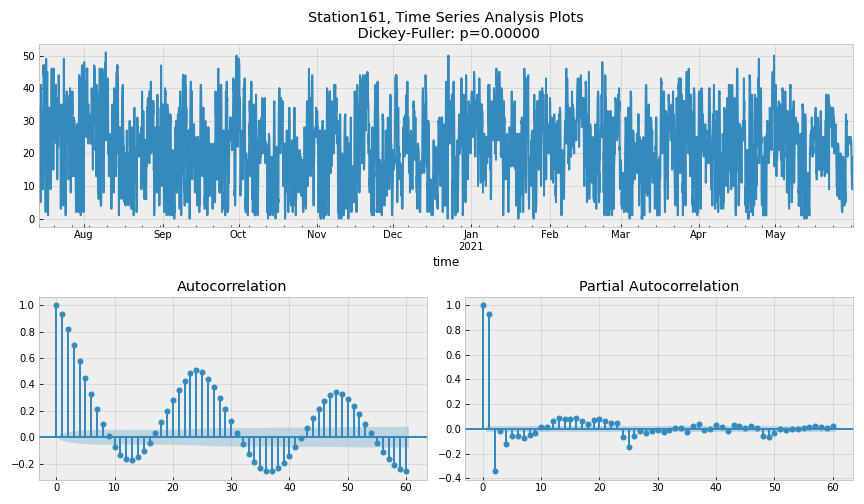 Station161, Time Series Analysis Plots
Dickey-Fuller: p=0.00000
50
40
30
20
10
0
Aug Sep Oct Nov Dec Jan Feb Mar Apr May
2021
time
Autocorrelation
1.0
0.8
0.6
0.4
0.2
0.0
−0.2
0 10 20 30 40 50 60
Partial Autocorrelation
1.0
0.8
0.6
0.4
0.2
0.0
−0.2
−0.4
0 10 20 30 40 50 60